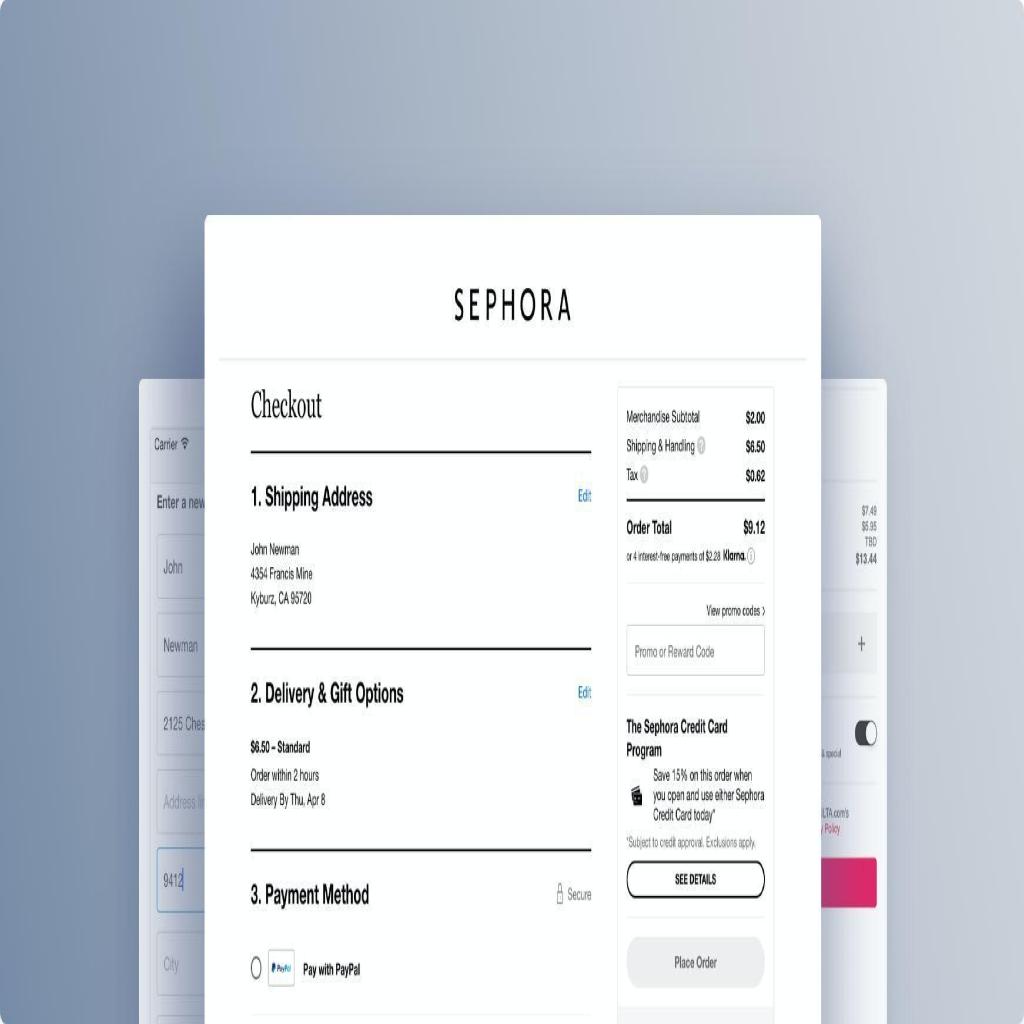 SEPHORA
Checkout
1. Shipping Address Edit
John Newman
4354 Francis Mine
Kyburz, CA 95720
2. Delivery & Gift Options Edit
$6.50 – Standard
Order within 2 hours
Delivery By Thu, Apr 8
3. Payment Method Secure
PayPal Pay with PayPal
Merchandise Subtotal $2.00
Shipping & Handling ? $6.50
Tax ? $0.62
Order Total $9.12
or 4 interest-free payments of $2.28 Klarna. i
View promo codes >
Promo or Reward Code
The Sephora Credit Card
Program
Save 15% on this order when
you open and use either Sephora
Credit Card today*
*Subject to credit approval. Exclusions apply.
SEE DETAILS
Place Order
Carrier
Enter a new
John
Newman
2125 Ches
Address lin
9412
City
$7.49
$5.95
TBD
$13.44
+
& special
LTA.com's
y Policy